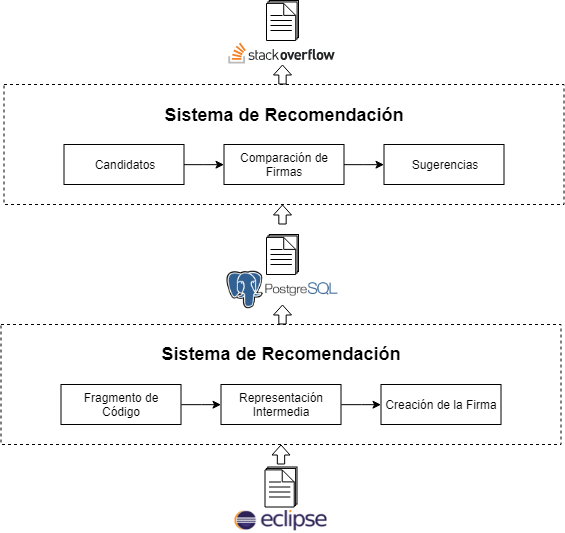 stackoverflow
Sistema de Recomendación
Candidatos
Comparación de
Firmas
Sugerencias
PostgreSQL
Sistema de Recomendación
Fragmento de
Código
Representación
Intermedia
Creación de la Firma
eclipse